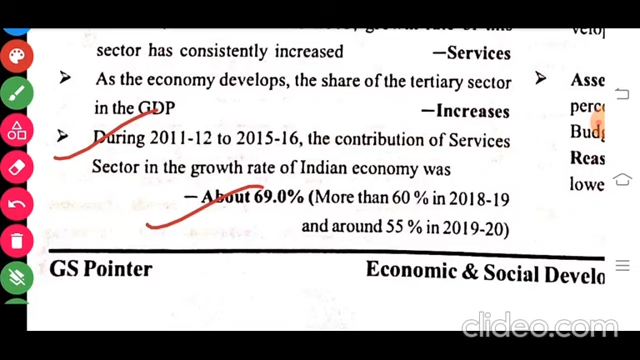 sector has consistently increased —Services
➤ As the economy develops, the share of the tertiary sector
in the GDP —Increases
➤ During 2011-12 to 2015-16, the contribution of Services
Sector in the growth rate of Indian economy was
—About 69.0% (More than 60 % in 2018-19
and around 55 % in 2019-20)
➤ Asse
perc
Budg
Reas
lowe
GS Pointer Economic & Social Develo
clideo.com